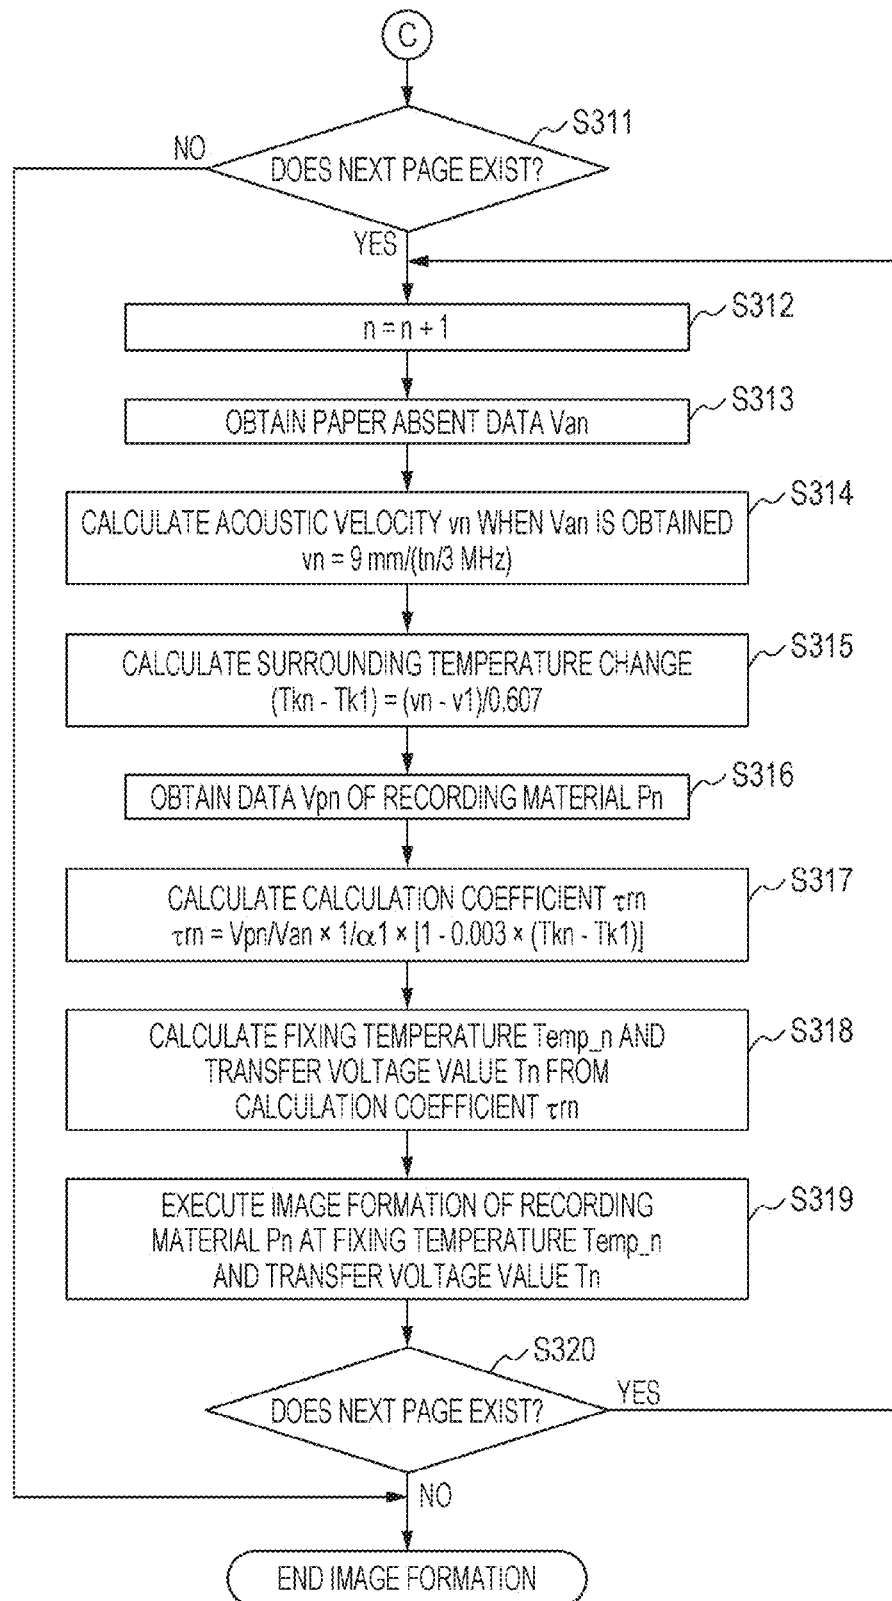 C
S311
NO
DOES NEXT PAGE EXIST?
YES
S312
n = n + 1
S313
OBTAIN PAPER ABSENT DATA Van
S314
CALCULATE ACOUSTIC VELOCITY vn WHEN Van IS OBTAINED
vn = 9 mm/(tn/3 MHz)
S315
CALCULATE SURROUNDING TEMPERATURE CHANGE
(Tkn - Tk1) = (vn - v1)/0.607
S316
OBTAIN DATA Vpn OF RECORDING MATERIAL Pn
S317
CALCULATE CALCULATION COEFFICIENT τrn
τrn = Vpn/Van × 1/α1 × [1 - 0.003 × (Tkn - Tk1)]
S318
CALCULATE FIXING TEMPERATURE Temp_n AND
TRANSFER VOLTAGE VALUE Tn FROM
CALCULATION COEFFICIENT τrn
S319
EXECUTE IMAGE FORMATION OF RECORDING
MATERIAL Pn AT FIXING TEMPERATURE Temp_n
AND TRANSFER VOLTAGE VALUE Tn
S320
DOES NEXT PAGE EXIST?
YES
NO
END IMAGE FORMATION